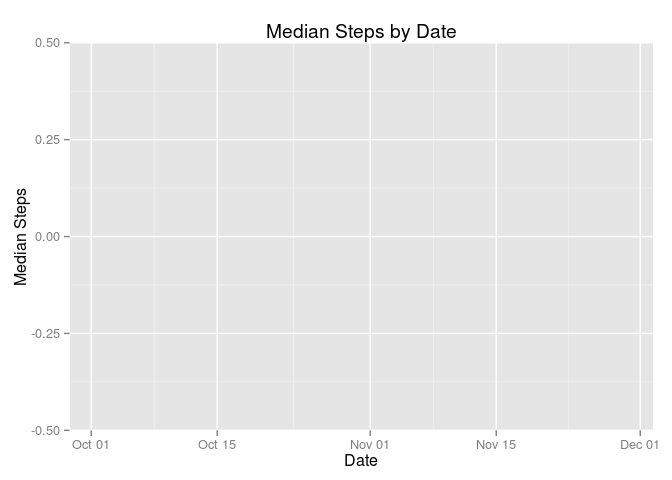 Median Steps by Date
0.50
0.25
0.00
-0.25
-0.50
Median Steps
Oct 01 Oct 15 Nov 01 Nov 15 Dec 01
Date